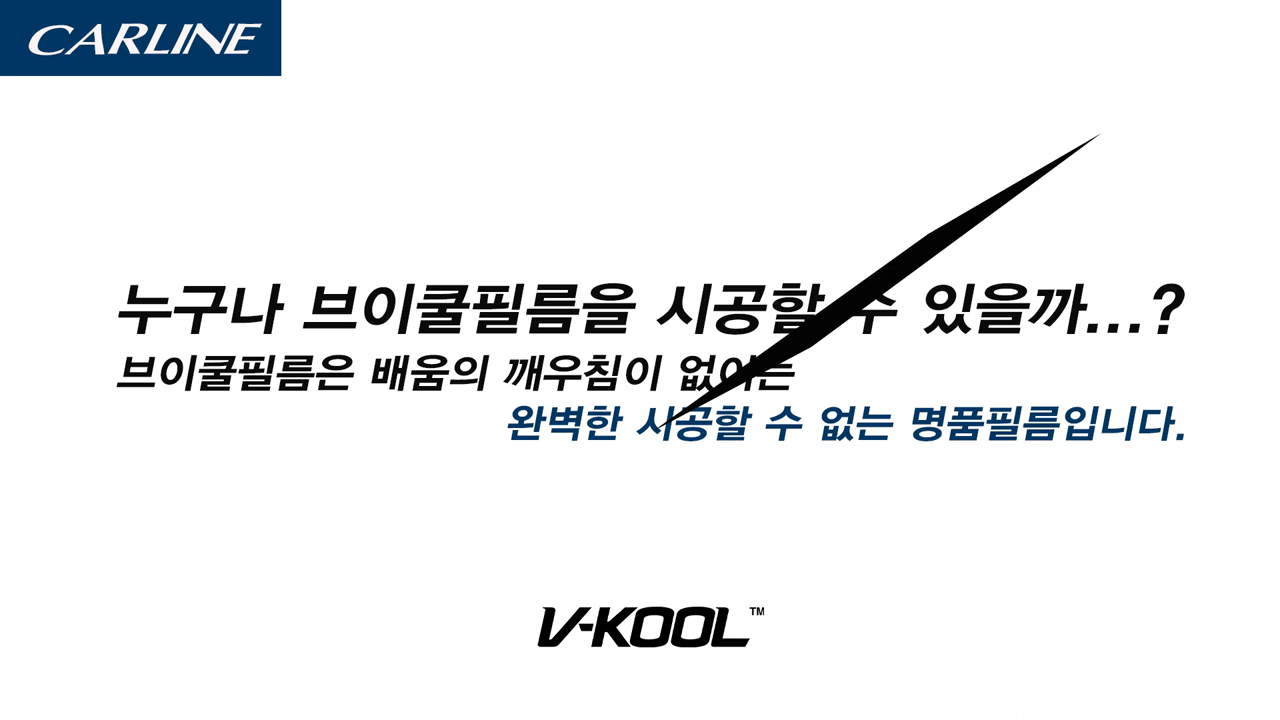 CARLINE
누구나 브이쿨필름을 시공할 수 있을까...?
브이쿨필름은 배움의 깨우침이 없이는
완벽한 시공할 수 없는 명품필름입니다.
V-KOOL™